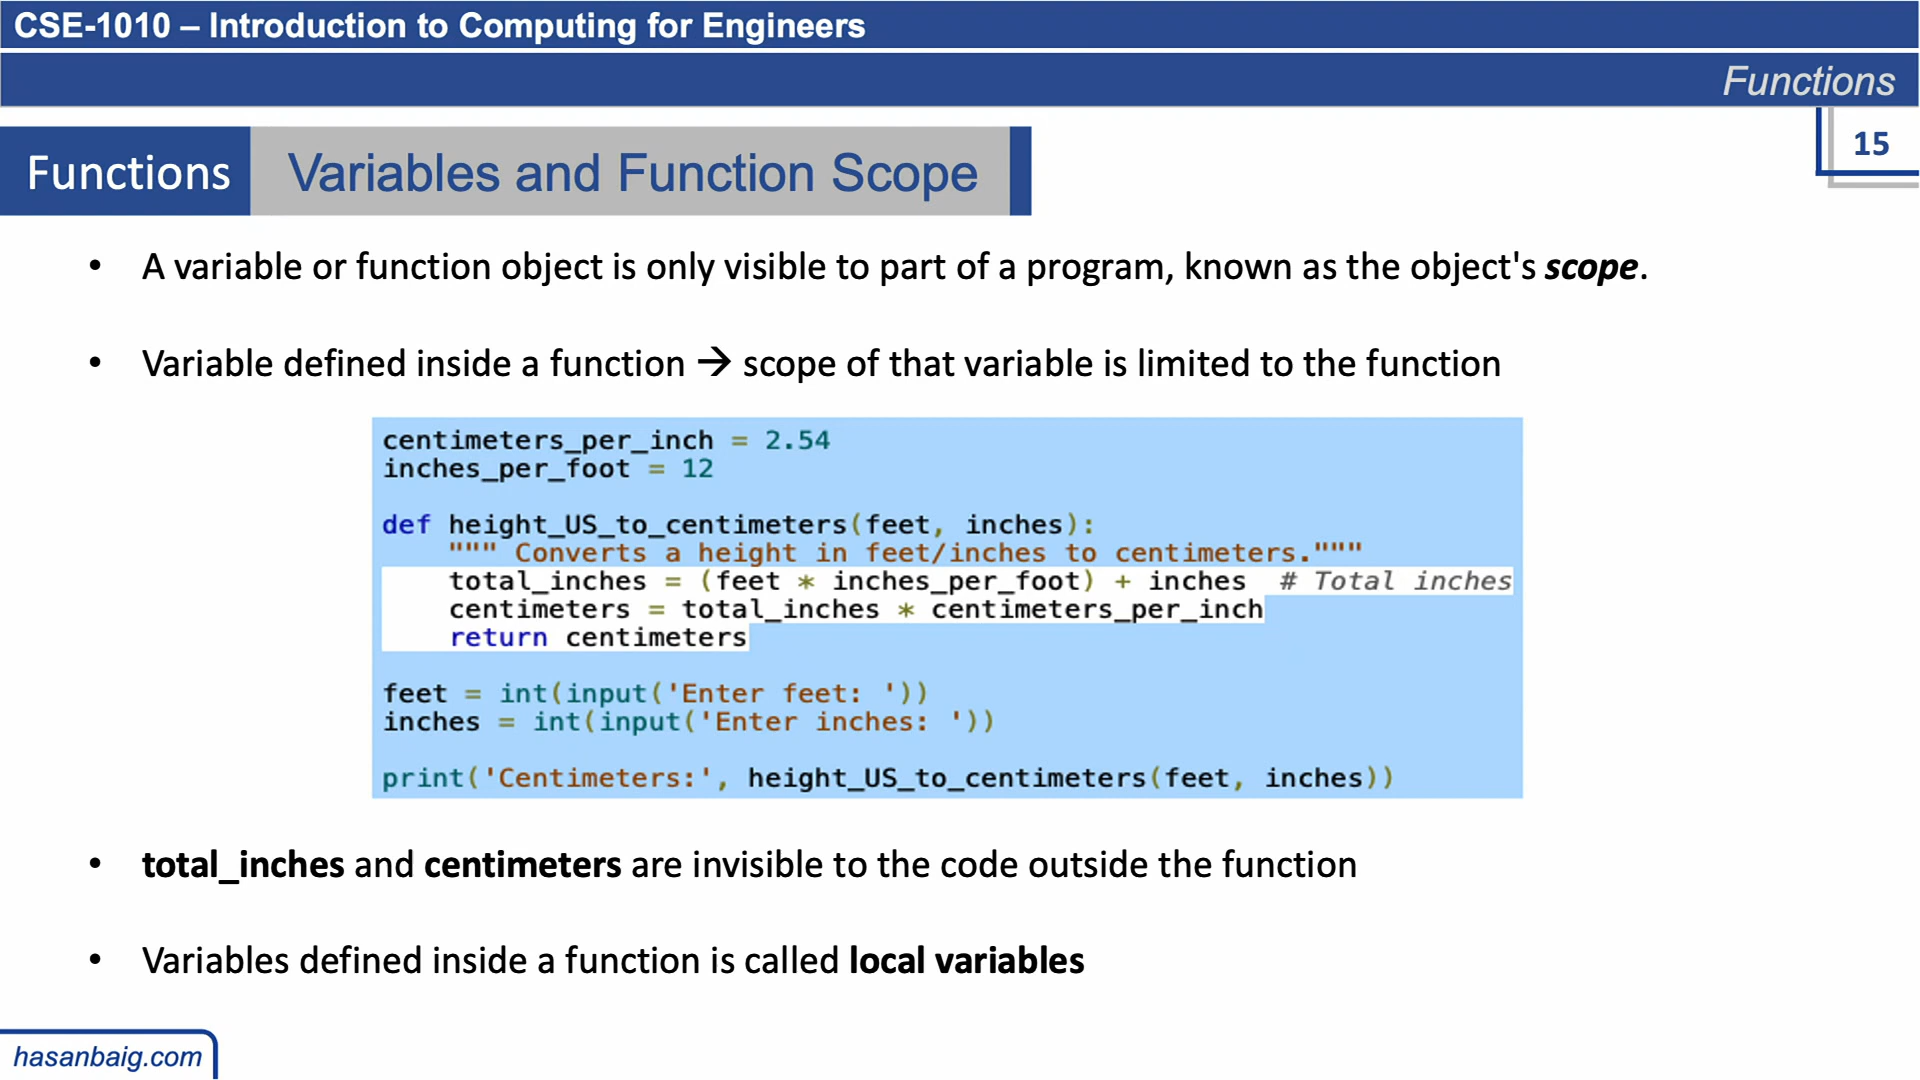 CSE-1010 – Introduction to Computing for Engineers
Functions
15
Functions Variables and Function Scope
• A variable or function object is only visible to part of a program, known as the object's scope.
• Variable defined inside a function → scope of that variable is limited to the function
centimeters_per_inch = 2.54
inches_per_foot = 12
def height_US_to_centimeters(feet, inches):
    """ Converts a height in feet/inches to centimeters."""
    total_inches = (feet * inches_per_foot) + inches  # Total inches
    centimeters = total_inches * centimeters_per_inch
    return centimeters
feet = int(input('Enter feet: '))
inches = int(input('Enter inches: '))
print('Centimeters:', height_US_to_centimeters(feet, inches))
• total_inches and centimeters are invisible to the code outside the function
• Variables defined inside a function is called local variables
hasanbaig.com